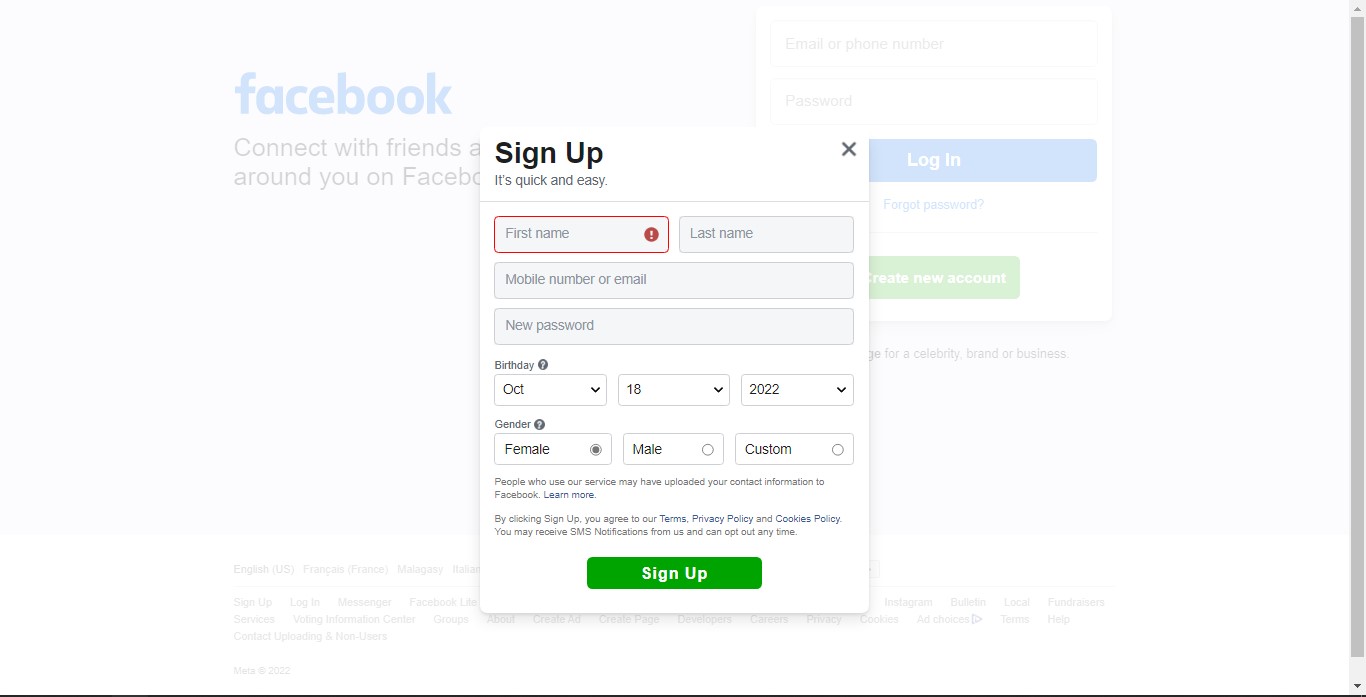 facebook
Connect with friends
around you on
Email or phone number
Password
Log In
Forgot password?
Create new account
for a celebrity, brand or business.
Sign Up
It's quick and easy.
First name
Last name
Mobile number or email
New password
Birthday
Oct 18 2022
Gender
Female Male Custom
People who use our service may have uploaded your contact information to
Facebook. Learn more.
By clicking Sign Up, you agree to our Terms, Privacy Policy and Cookies Policy.
You may receive SMS Notifications from us and can opt out any time.
Sign Up
English (US) Français (France) Malagasy
Sign Up Log In Messenger Facebook Lite Instagram Bulletin Local Fundraisers
Services Voting Information Center Groups About Create Ad Create Page Developers Careers Privacy Cookies Ad choices Terms Help
Contact Uploading & Non-Users
Meta © 2022